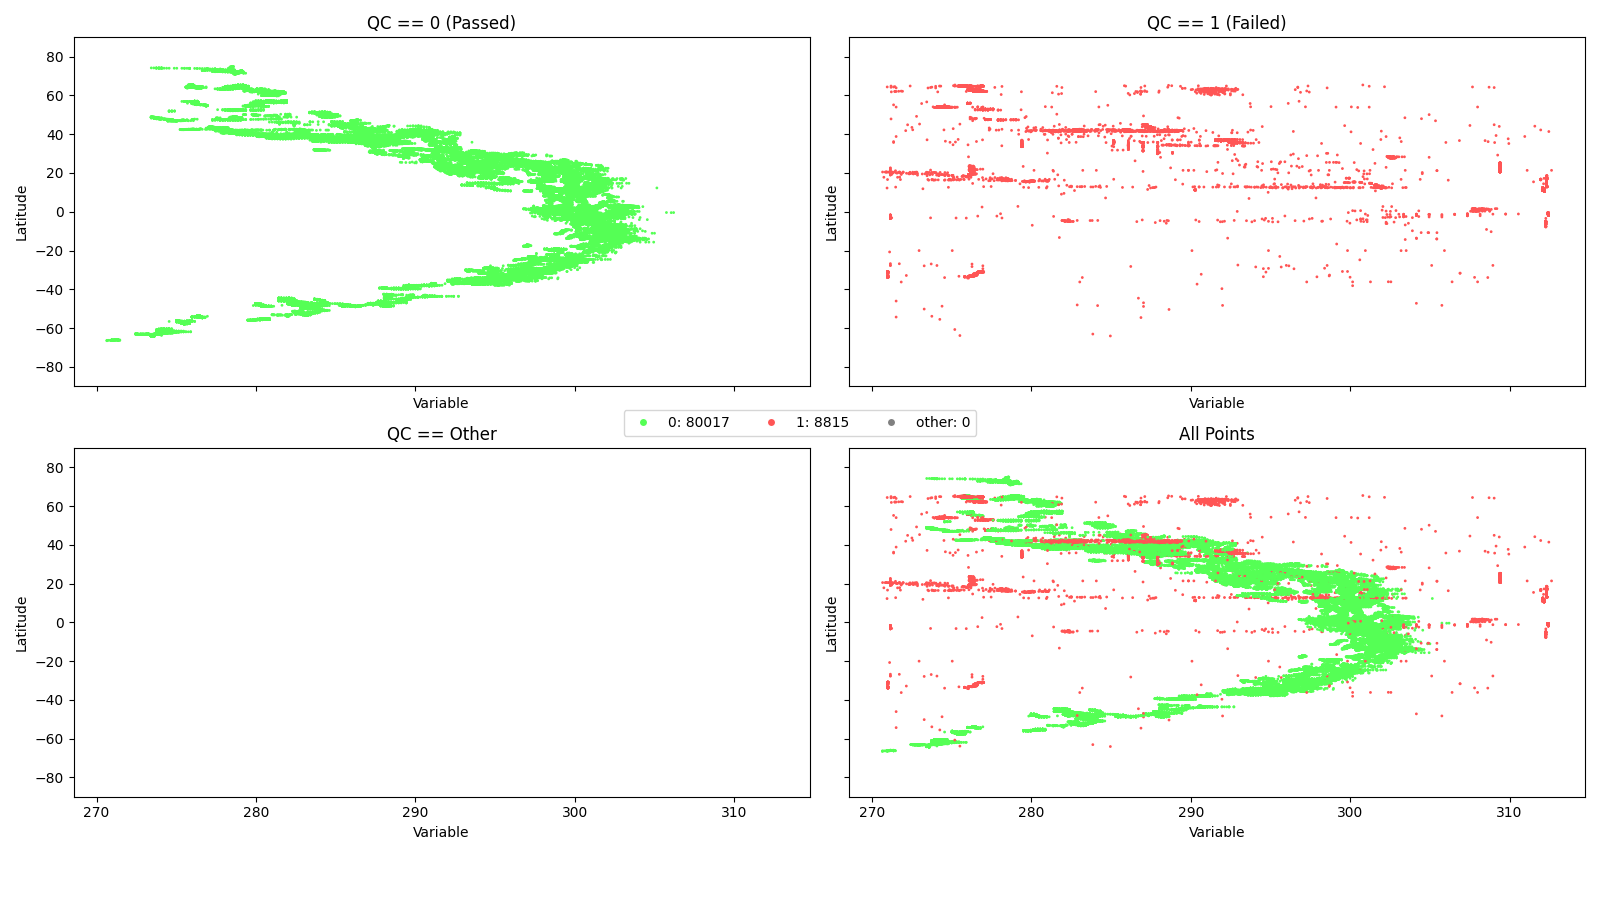 QC == 0 (Passed)
80
60
40
20
0
−20
−40
−60
−80
Latitude
Variable
QC == 1 (Failed)
Latitude
Variable
0: 80017
1: 8815
other: 0
QC == Other
80
60
40
20
0
−20
−40
−60
−80
Latitude
270
280
290
300
310
Variable
All Points
Latitude
270
280
290
300
310
Variable